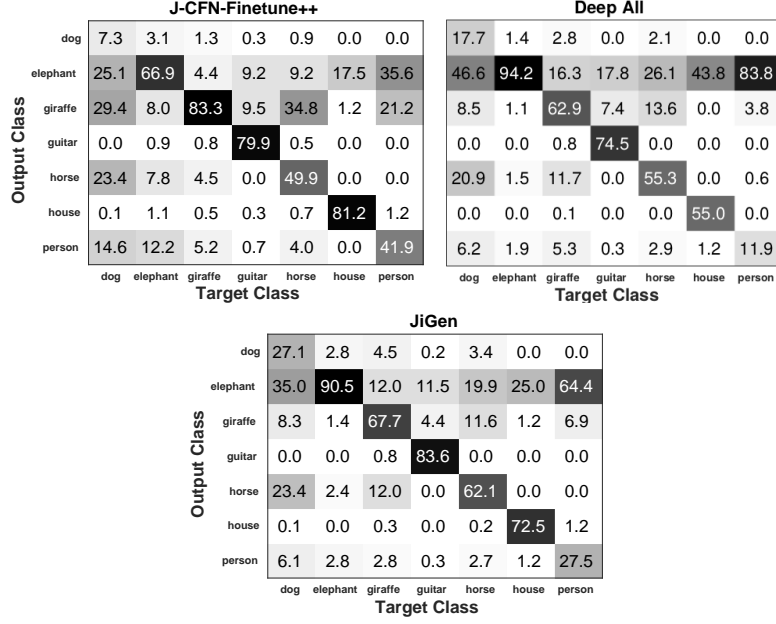 J-CFN-Finetune++
dog 7.3 3.1 1.3 0.3 0.9 0.0 0.0
elephant 25.1 66.9 4.4 9.2 9.2 17.5 35.6
giraffe 29.4 8.0 83.3 9.5 34.8 1.2 21.2
guitar 0.0 0.9 0.8 79.9 0.5 0.0 0.0
horse 23.4 7.8 4.5 0.0 49.9 0.0 0.0
house 0.1 1.1 0.5 0.3 0.7 81.2 1.2
person 14.6 12.2 5.2 0.7 4.0 0.0 41.9
dog elephant giraffe guitar horse house person
Target Class
Output Class
Deep All
17.7 1.4 2.8 0.0 2.1 0.0 0.0
46.6 94.2 16.3 17.8 26.1 43.8 83.8
8.5 1.1 62.9 7.4 13.6 0.0 3.8
0.0 0.0 0.8 74.5 0.0 0.0 0.0
20.9 1.5 11.7 0.0 55.3 0.0 0.6
0.0 0.0 0.1 0.0 0.0 55.0 0.0
6.2 1.9 5.3 0.3 2.9 1.2 11.9
dog elephant giraffe guitar horse house person
Target Class
JiGen
dog 27.1 2.8 4.5 0.2 3.4 0.0 0.0
elephant 35.0 90.5 12.0 11.5 19.9 25.0 64.4
giraffe 8.3 1.4 67.7 4.4 11.6 1.2 6.9
guitar 0.0 0.0 0.8 83.6 0.0 0.0 0.0
horse 23.4 2.4 12.0 0.0 62.1 0.0 0.0
house 0.1 0.0 0.3 0.0 0.2 72.5 1.2
person 6.1 2.8 2.8 0.3 2.7 1.2 27.5
dog elephant giraffe guitar horse house person
Target Class
Output Class